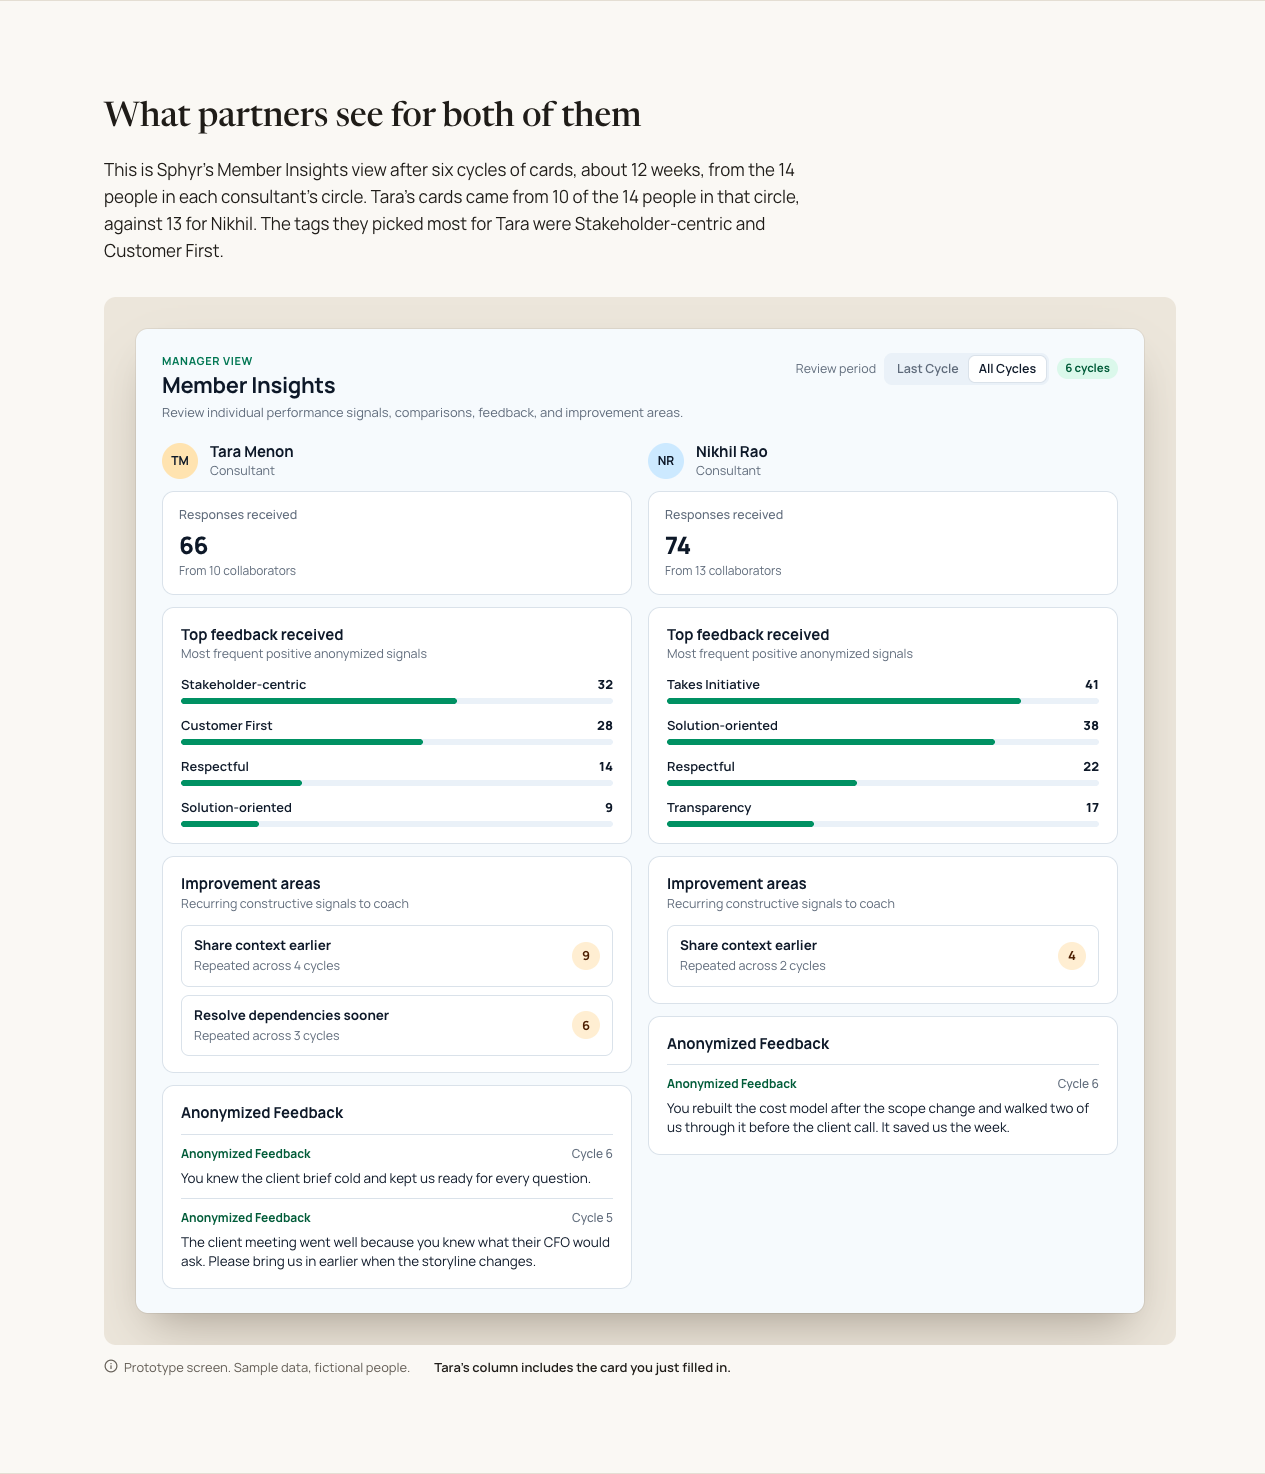 What partners see for both of them
This is Sphyr's Member Insights view after six cycles of cards, about 12 weeks, from the 14
people in each consultant's circle. Tara's cards came from 10 of the 14 people in that circle,
against 13 for Nikhil. The tags they picked most for Tara were Stakeholder-centric and
Customer First.
MANAGER VIEW
Member Insights
Review individual performance signals, comparisons, feedback, and improvement areas.
Review period
Last Cycle
All Cycles
6 cycles
TM
Tara Menon
Consultant
Responses received
66
From 10 collaborators
Top feedback received
Most frequent positive anonymized signals
Stakeholder-centric 32
Customer First 28
Respectful 14
Solution-oriented 9
Improvement areas
Recurring constructive signals to coach
Share context earlier
Repeated across 4 cycles
9
Resolve dependencies sooner
Repeated across 3 cycles
6
Anonymized Feedback
Anonymized Feedback Cycle 6
You knew the client brief cold and kept us ready for every question.
Anonymized Feedback Cycle 5
The client meeting went well because you knew what their CFO would
ask. Please bring us in earlier when the storyline changes.
NR
Nikhil Rao
Consultant
Responses received
74
From 13 collaborators
Top feedback received
Most frequent positive anonymized signals
Takes Initiative 41
Solution-oriented 38
Respectful 22
Transparency 17
Improvement areas
Recurring constructive signals to coach
Share context earlier
Repeated across 2 cycles
4
Anonymized Feedback
Anonymized Feedback Cycle 6
You rebuilt the cost model after the scope change and walked two of
us through it before the client call. It saved us the week.
Prototype screen. Sample data, fictional people. Tara's column includes the card you just filled in.